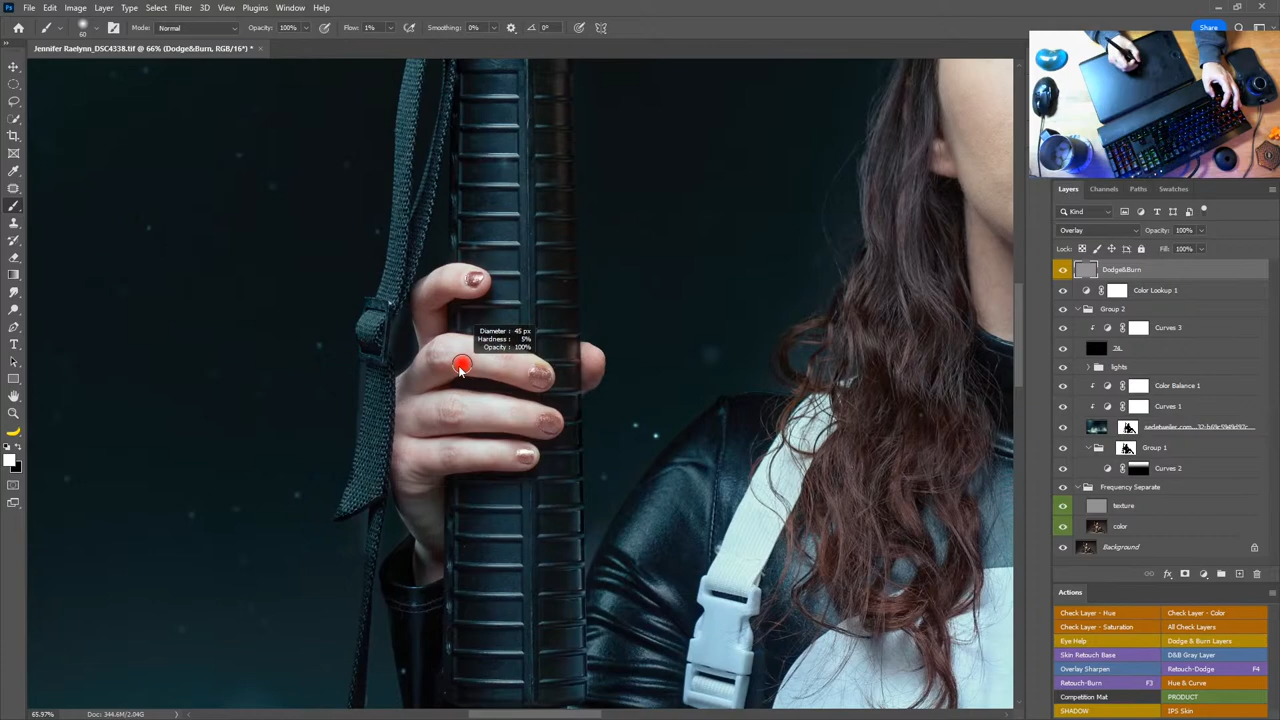 File Edit Image Layer Type Select Filter 3D View Plugins Window Help
60 Mode: Normal Opacity: 100% Flow: 1% Smoothing: 0% 0° Share
Jennifer Raelynn_DSC4338.tif @ 66% (Dodge&Burn, RGB/16*) * ×
Diameter: 45 px
Hardness: 5%
Opacity: 100%
Layers Channels Paths Swatches
Kind
Overlay Opacity: 100%
Lock: Fill: 100%
Dodge&Burn
Color Lookup 1
Group 2
Curves 3
24
lights
Color Balance 1
Curves 1
Group 1
Curves 2
Frequency Separate
texture
color
Background
Actions
Check Layer - Hue Check Layer - Color
Check Layer - Saturation All Check Layers
Eye Help Dodge & Burn Layers
Skin Retouch Base D&B Gray Layer
Overlay Sharpen Retouch-Dodge F4
Retouch-Burn F3 Hue & Curve
Competition Mat PRODUCT
SHADOW IPS Skin
65.97% Doc: 344.6M/2.04G